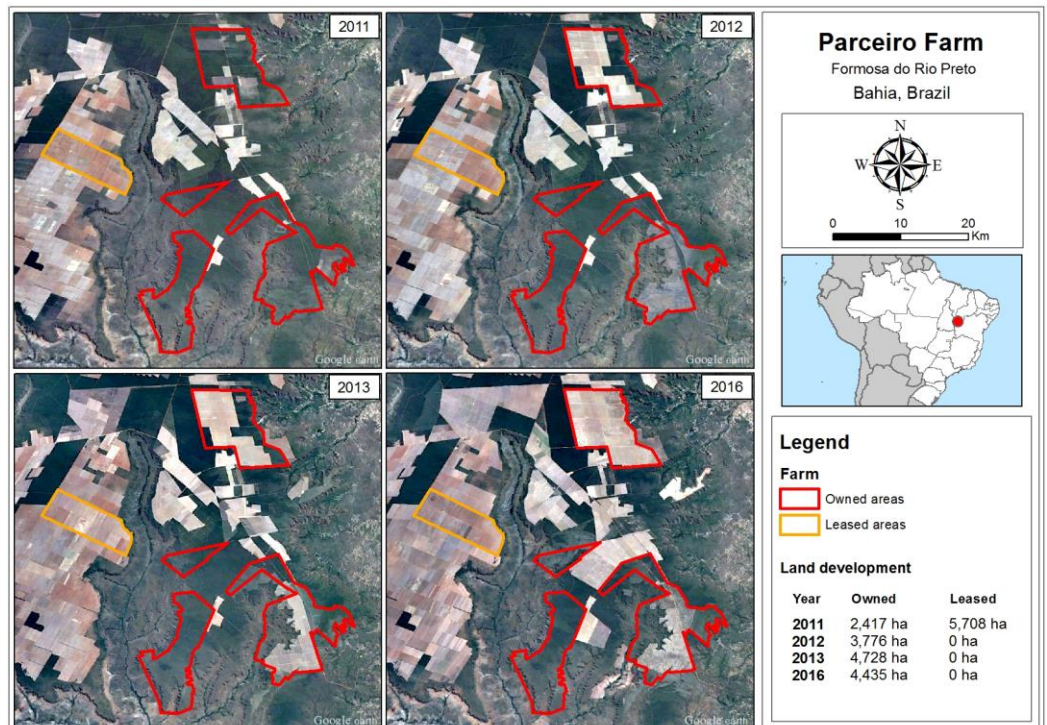 2011
2012
Google earth
Google earth
2013
2016
Google earth
Google earth
Parceiro Farm
Formosa do Rio Preto
Bahia, Brazil
N
W E
S
0 10 20
Km
Legend
Farm
Owned areas
Leased areas
Land development
Year Owned Leased
2011 2,417 ha 5,708 ha
2012 3,776 ha 0 ha
2013 4,728 ha 0 ha
2016 4,435 ha 0 ha